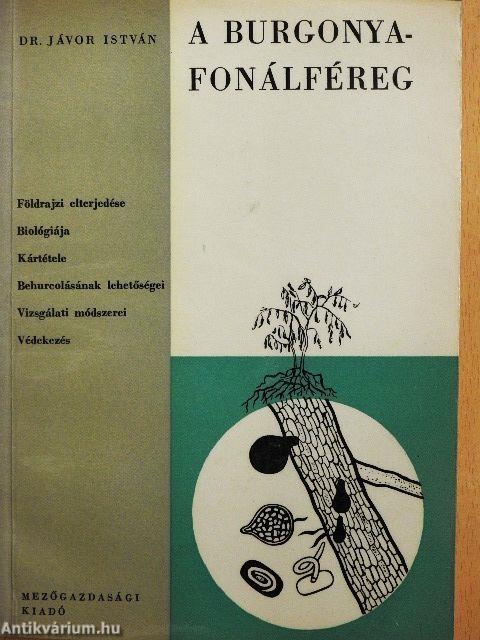 DR. JÁVOR ISTVÁN
A BURGONYA-
FONÁLFÉREG
Földrajzi elterjedése
Biológiája
Kártétele
Behurcolásának lehetőségei
Vizsgálati módszerei
Védekezés
MEZŐGAZDASÁGI
KIADÓ
Antikvárium.hu